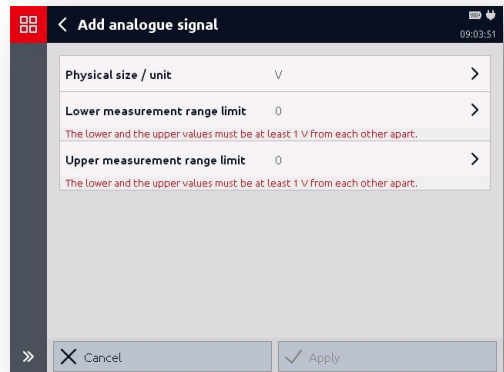 Add analogue signal
09:03:51
Physical size / unit V
Lower measurement range limit 0
The lower and the upper values must be at least 1 V from each other apart.
Upper measurement range limit 0
The lower and the upper values must be at least 1 V from each other apart.
Cancel
Apply